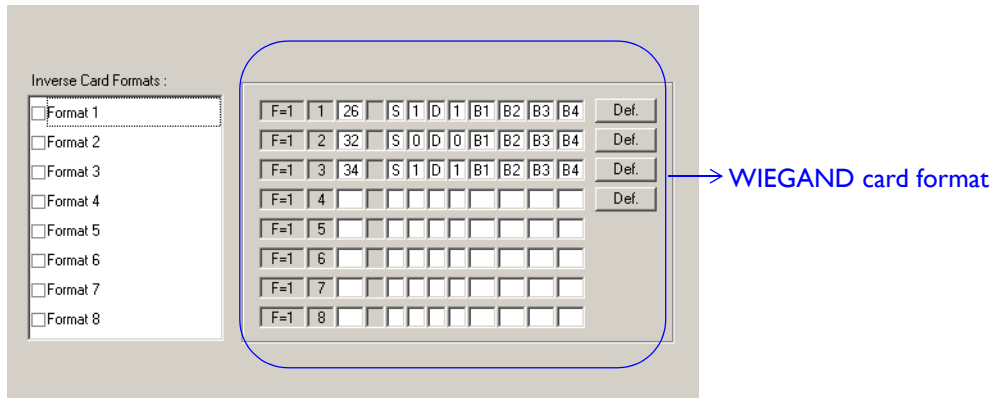 Inverse Card Formats :
Format 1
Format 2
Format 3
Format 4
Format 5
Format 6
Format 7
Format 8
F=1 1 26 S 1 D 1 B1 B2 B3 B4 Def.
F=1 2 32 S 0 D 0 B1 B2 B3 B4 Def.
F=1 3 34 S 1 D 1 B1 B2 B3 B4 Def.
F=1 4 Def.
F=1 5
F=1 6
F=1 7
F=1 8
WIEGAND card format